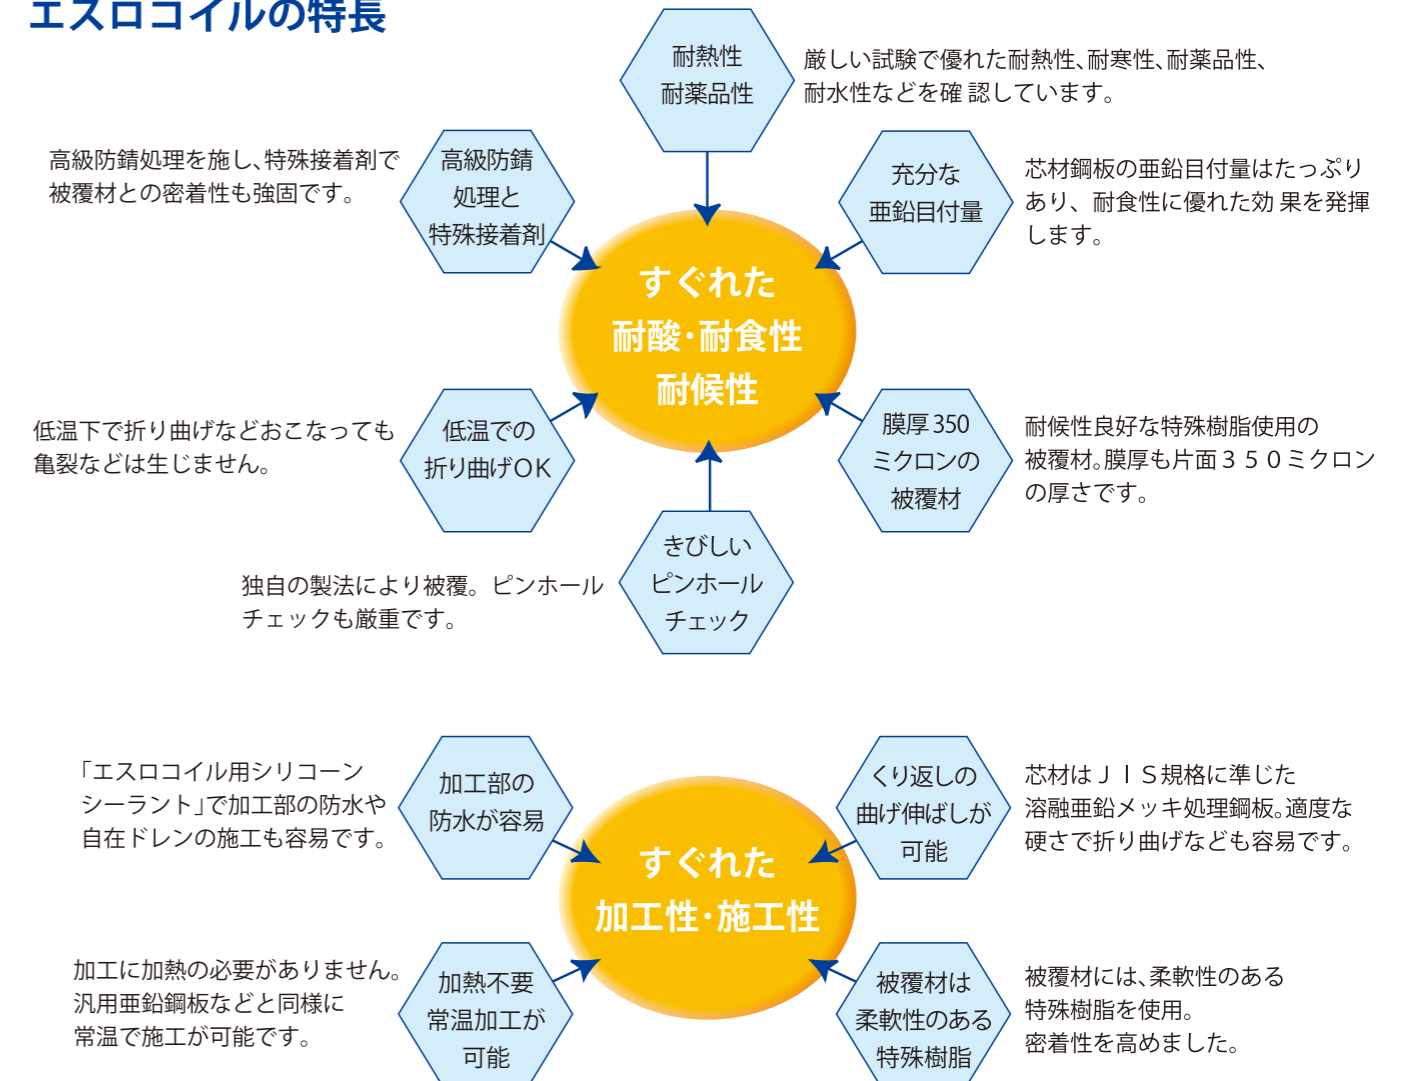 エスロコイルの特長
耐熱性
耐薬品性
厳しい試験で優れた耐熱性、耐寒性、耐薬品性、
耐水性などを確 認しています。
高級防錆処理を施し、特殊接着剤で
被覆材との密着性も強固です。
高級防錆
処理と
特殊接着剤
充分な
亜鉛目付量
芯材鋼板の亜鉛目付量はたっぷり
あり、耐食性に優れた効 果を発揮
します。
すぐれた
耐酸・耐食性
耐候性
低温下で折り曲げなどおこなっても
亀裂などは生じません。
低温での
折り曲げＯＫ
膜厚350
ミクロンの
被覆材
耐候性良好な特殊樹脂使用の
被覆材。膜厚も片面３５０ミクロン
の厚さです。
独自の製法により被覆。ピンホール
チェックも厳重です。
きびしい
ピンホール
チェック
「エスロコイル用シリコーン
シーラント」で加工部の防水や
自在ドレンの施工も容易です。
加工部の
防水が容易
くり返しの
曲げ伸ばしが
可能
芯材はＪＩＳ規格に準じた
溶融亜鉛メッキ処理鋼板。適度な
硬さで折り曲げなども容易です。
すぐれた
加工性・施工性
加工に加熱の必要がありません。
汎用亜鉛鋼板などと同様に
常温で施工が可能です。
加熱不要
常温加工が
可能
被覆材は
柔軟性のある
特殊樹脂
被覆材には、柔軟性のある
特殊樹脂を使用。
密着性を高めました。